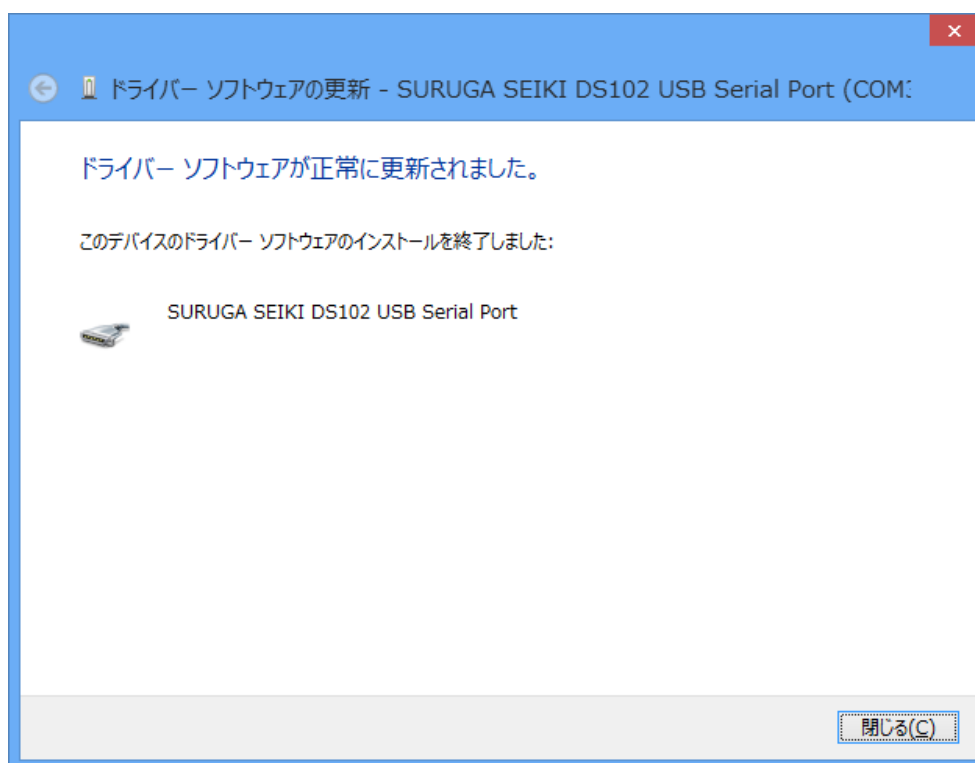 ドライバー ソフトウェアの更新 - SURUGA SEIKI DS102 USB Serial Port (COM3
ドライバー ソフトウェアが正常に更新されました。
このデバイスのドライバー ソフトウェアのインストールを終了しました:
SURUGA SEIKI DS102 USB Serial Port
閉じる(C)